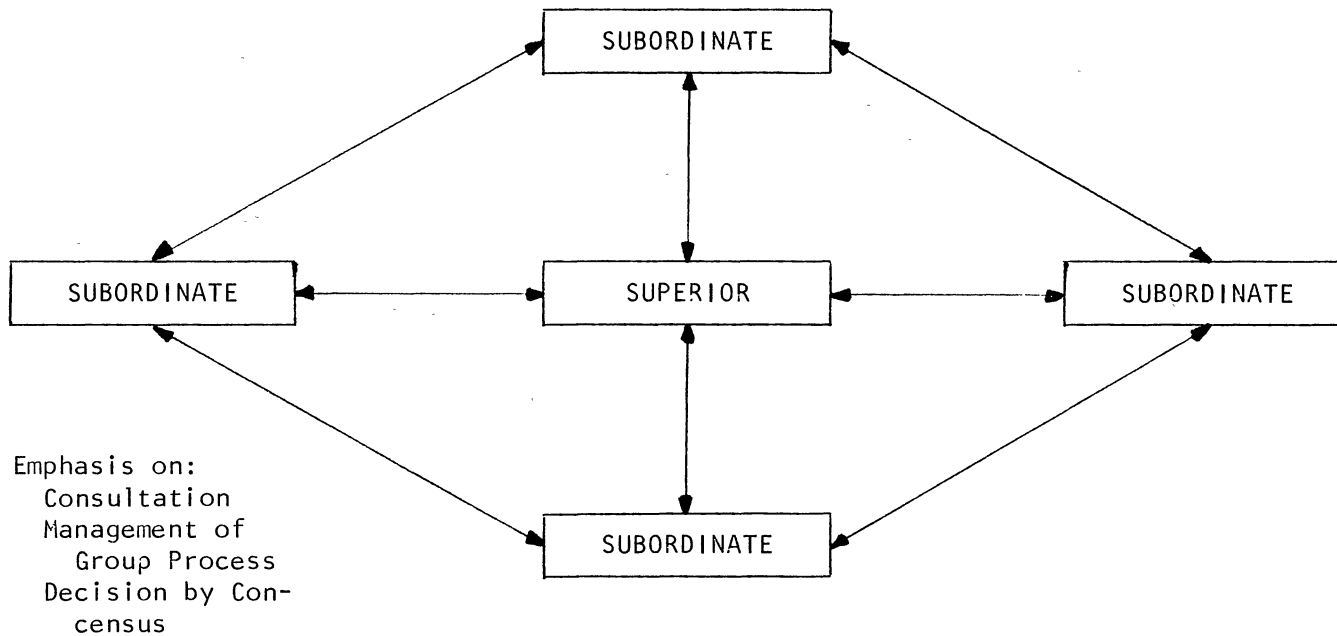 SUBORDINATE
SUBORDINATE
SUPERIOR
SUBORDINATE
SUBORDINATE
Emphasis on:
Consultation
Management of
Group Process
Decision by Con-
census